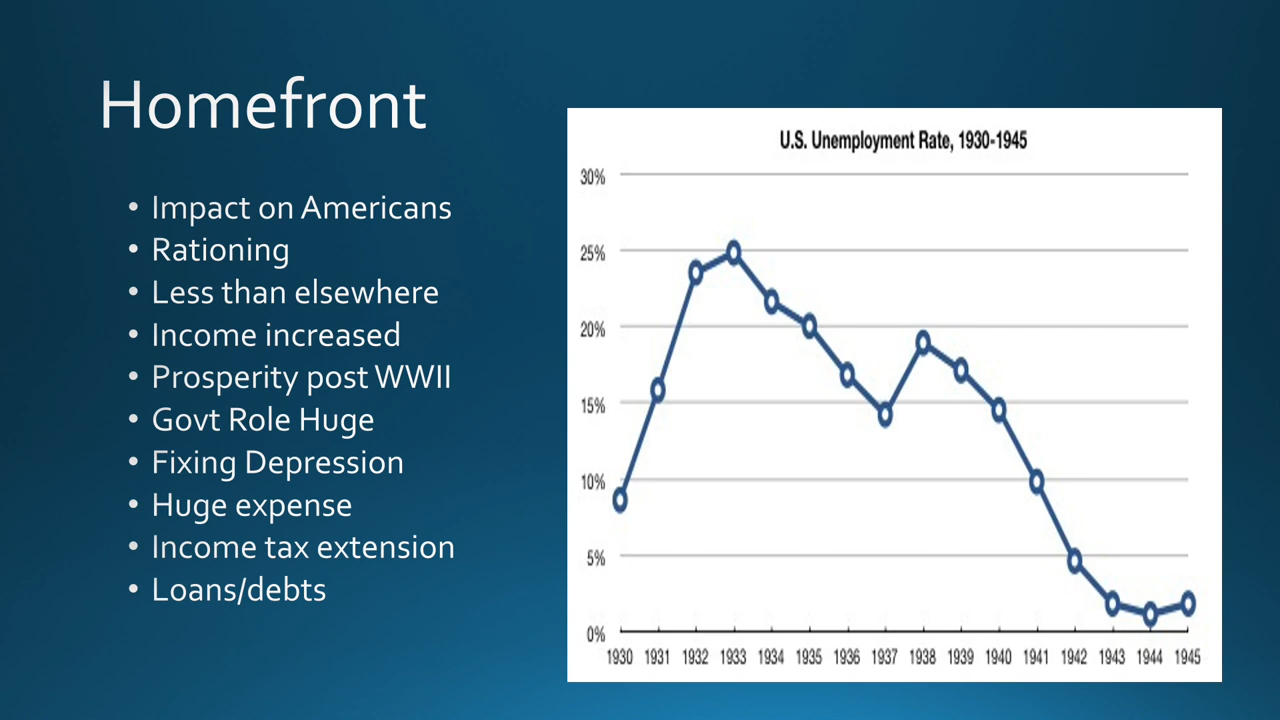 Homefront
• Impact on Americans
• Rationing
• Less than elsewhere
• Income increased
• Prosperity post WWII
• Govt Role Huge
• Fixing Depression
• Huge expense
• Income tax extension
• Loans/debts
U.S. Unemployment Rate, 1930-1945
30%
25%
20%
15%
10%
5%
0%
1930 1931 1932 1933 1934 1935 1936 1937 1938 1939 1940 1941 1942 1943 1944 1945